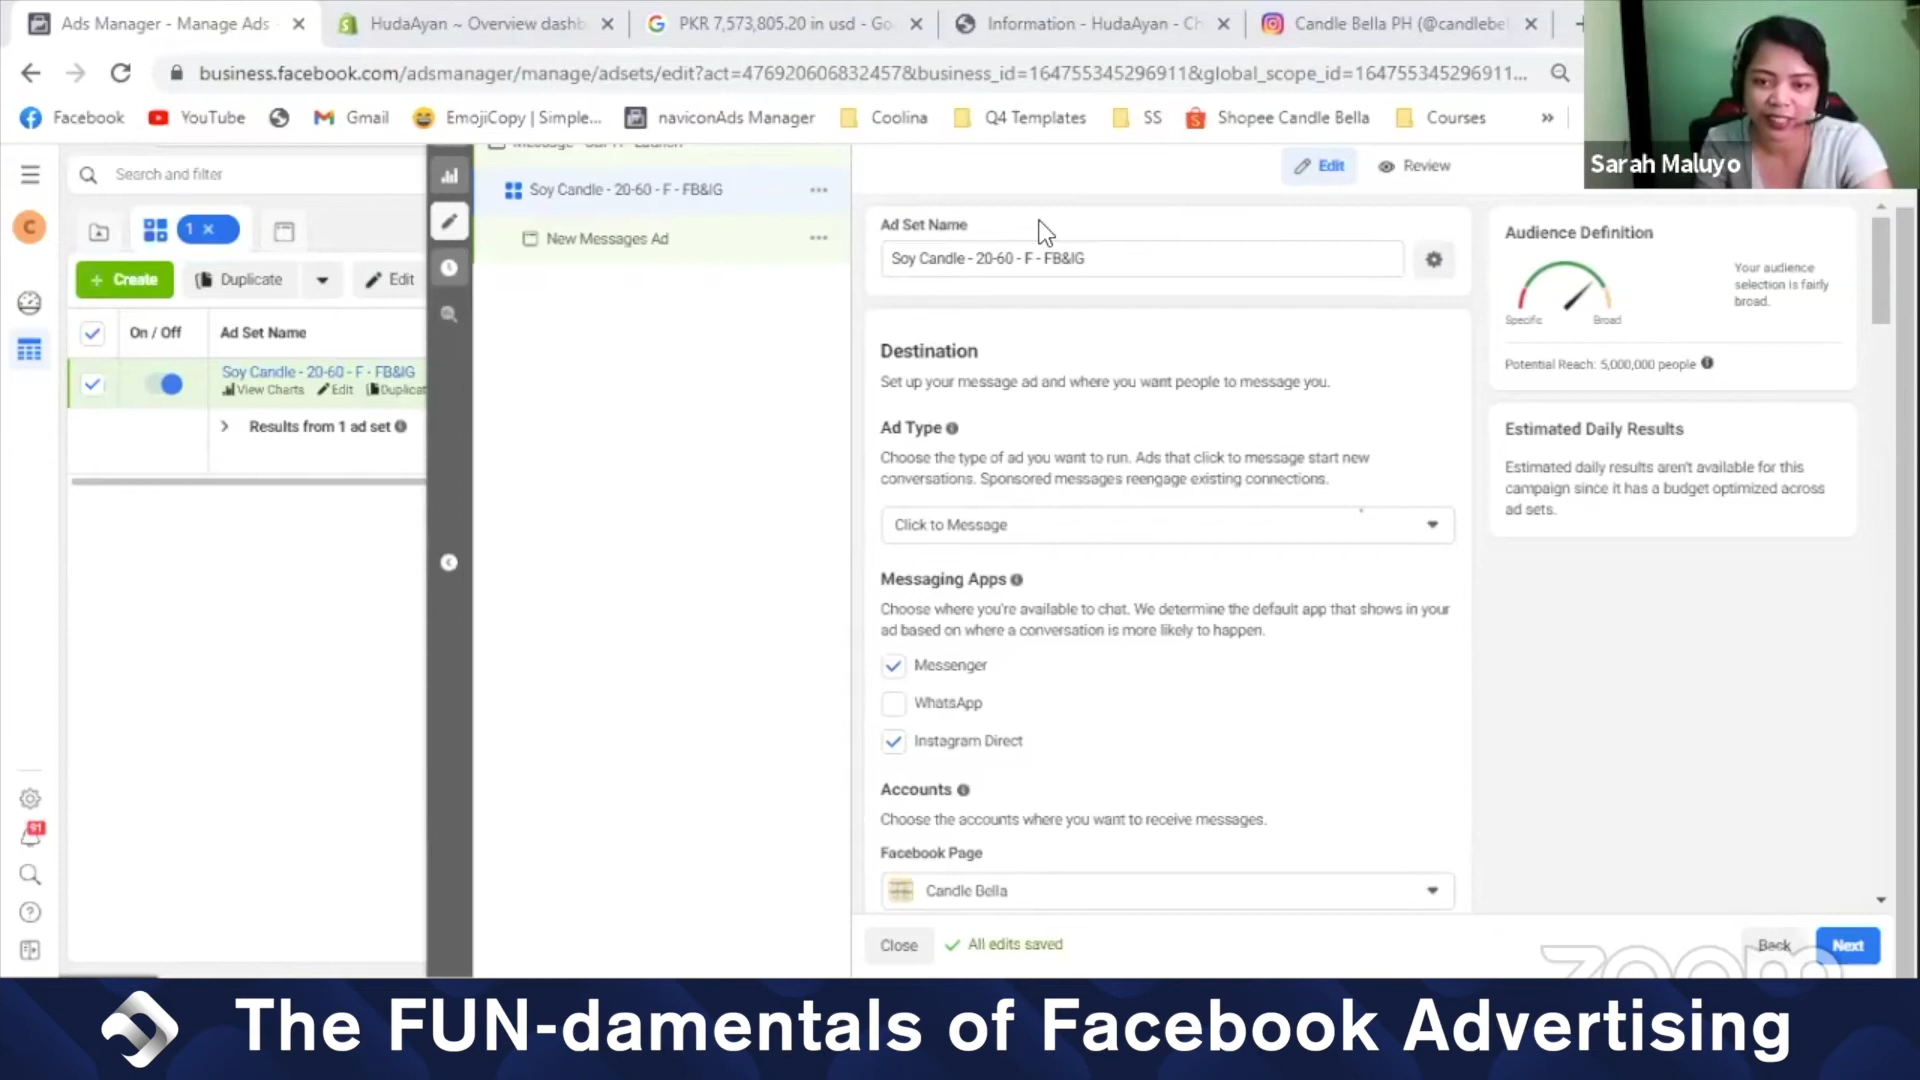 Ads Manager - Manage Ads
HudaAyan ~ Overview dashb
PKR 7,573,805.20 in usd - Go
Information - HudaAyan - Ch
Candle Bella PH (@candlebe
business.facebook.com/adsmanager/manage/adsets/edit?act=476920606832457&business_id=164755345296911&global_scope_id=164755345296911...
Facebook
YouTube
Gmail
EmojiCopy | Simple...
naviconAds Manager
Coolina
Q4 Templates
SS
Shopee Candle Bella
Courses
»
Sarah Maluyo
Search and filter
C
1 ×
+ Create
Duplicate
Edit
On / Off
Ad Set Name
Soy Candle - 20-60 - F - FB&IG
View Charts
Edit
Duplicat
Results from 1 ad set
91
Soy Candle - 20-60 - F - FB&IG
New Messages Ad
Edit
Review
Ad Set Name
Soy Candle - 20-60 - F - FB&IG
Destination
Set up your message ad and where you want people to message you.
Ad Type
Choose the type of ad you want to run. Ads that click to message start new
conversations. Sponsored messages reengage existing connections.
Click to Message
Messaging Apps
Choose where you're available to chat. We determine the default app that shows in your
ad based on where a conversation is more likely to happen.
Messenger
WhatsApp
Instagram Direct
Accounts
Choose the accounts where you want to receive messages.
Facebook Page
Candle Bella
Close
All edits saved
Back
Next
Audience Definition
Your audience
selection is fairly
broad.
Specific
Broad
Potential Reach: 5,000,000 people
Estimated Daily Results
Estimated daily results aren't available for this
campaign since it has a budget optimized across
ad sets.
zoom
The FUN-damentals of Facebook Advertising